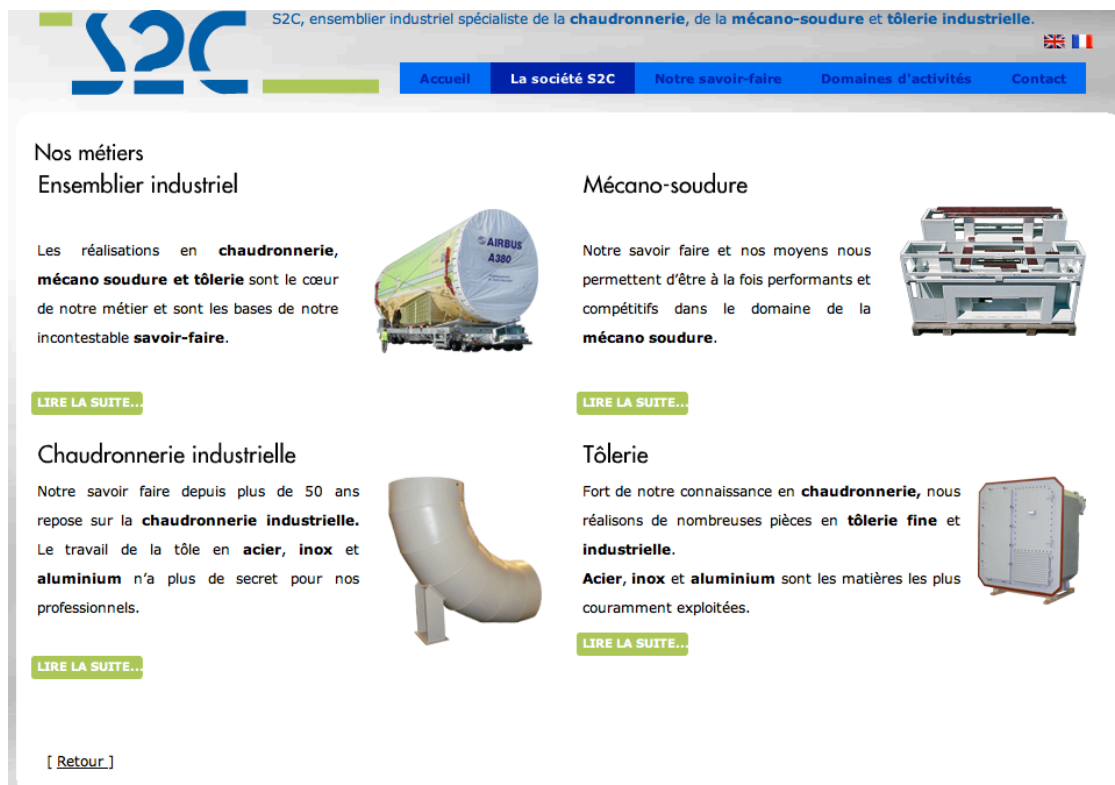 S2C
S2C, ensemblier industriel spécialiste de la chaudronnerie, de la mécano-soudure et tôlerie industrielle.
Accueil La société S2C Notre savoir-faire Domaines d'activités Contact
Nos métiers
Ensemblier industriel
Les réalisations en chaudronnerie,
mécano soudure et tôlerie sont le cœur
de notre métier et sont les bases de notre
incontestable savoir-faire.
AIRBUS
A380
LIRE LA SUITE...
Mécano-soudure
Notre savoir faire et nos moyens nous
permettent d’être à la fois performants et
compétitifs dans le domaine de la
mécano soudure.
LIRE LA SUITE...
Chaudronnerie industrielle
Notre savoir faire depuis plus de 50 ans
repose sur la chaudronnerie industrielle.
Le travail de la tôle en acier, inox et
aluminium n’a plus de secret pour nos
professionnels.
LIRE LA SUITE...
Tôlerie
Fort de notre connaissance en chaudronnerie, nous
réalisons de nombreuses pièces en tôlerie fine et
industrielle.
Acier, inox et aluminium sont les matières les plus
couramment exploitées.
LIRE LA SUITE...
[ Retour ]